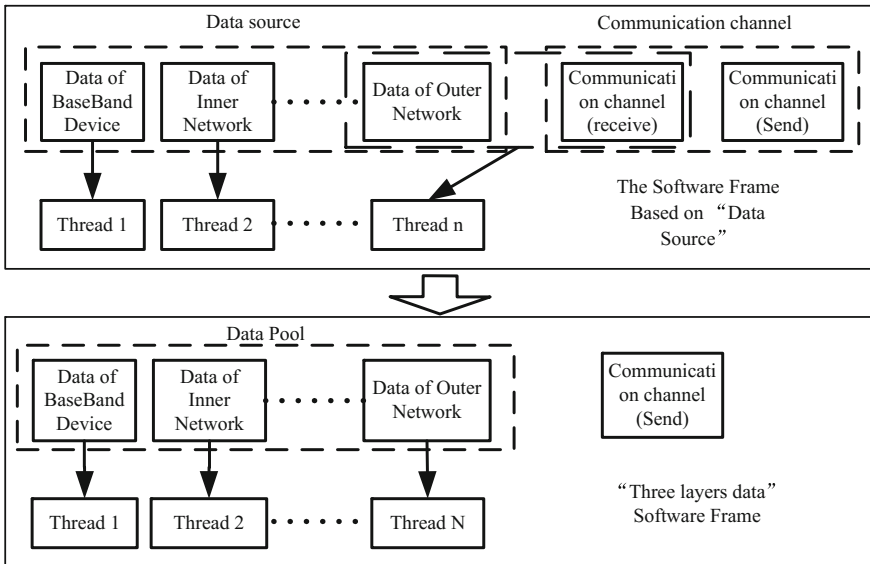 Data source
Communication channel
Data of
BaseBand
Device
Data of
Inner
Network
Data of Outer
Network
Communicati
on channel
(receive)
Communicati
on channel
(Send)
Thread 1
Thread 2
Thread n
The Software Frame
Based on “Data
Source”
Data Pool
Data of
BaseBand
Device
Data of
Inner
Network
Data of Outer
Network
Communicati
on channel
(Send)
Thread 1
Thread 2
Thread N
“Three layers data”
Software Frame